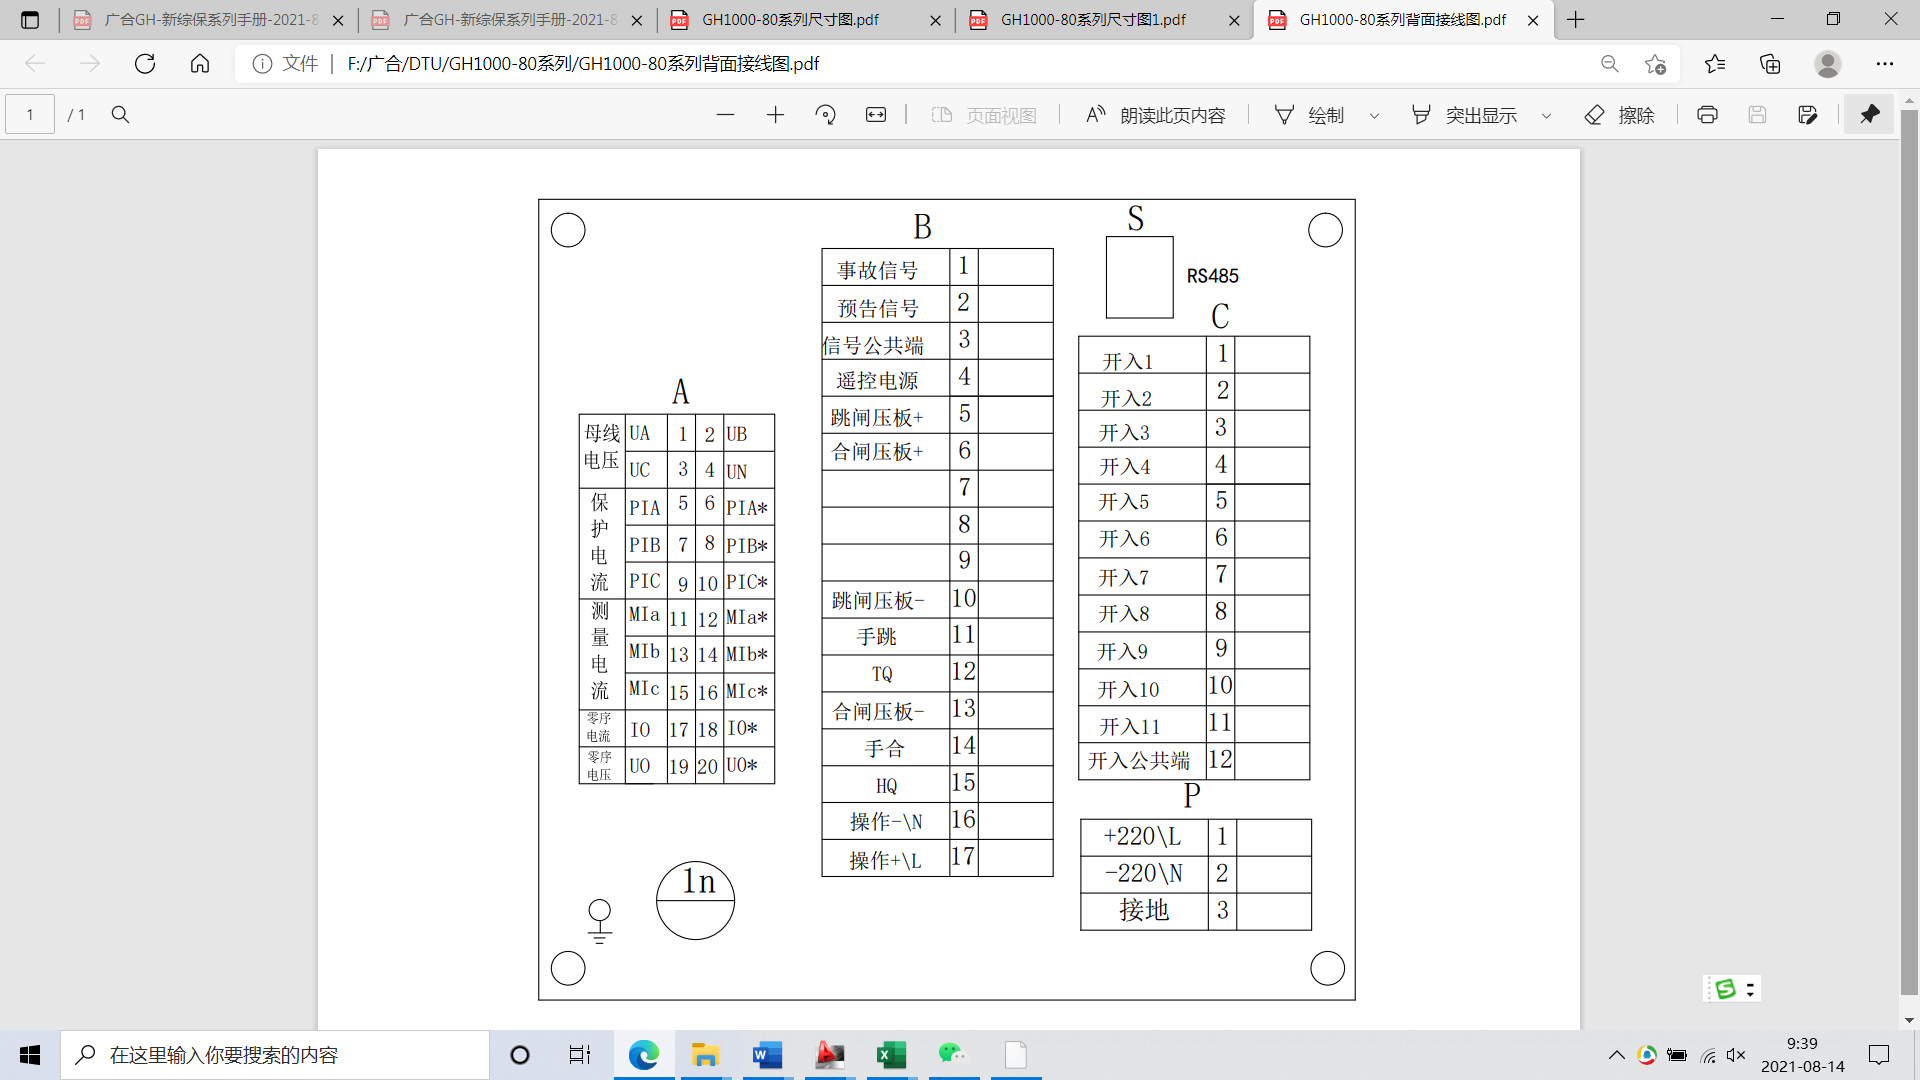 广合GH-新综保系列手册-2021-8
广合GH-新综保系列手册-2021-8
GH1000-80系列尺寸图.pdf
GH1000-80系列尺寸图1.pdf
GH1000-80系列背面接线图.pdf
文件
F:/广合/DTU/GH1000-80系列/GH1000-80系列背面接线图.pdf
1 / 1
页面视图
朗读此页内容
绘制
突出显示
擦除
A
母线电压 UA 1 2 UB
UC 3 4 UN
保护电流 PIA 5 6 PIA*
PIB 7 8 PIB*
PIC 9 10 PIC*
测量电流 MIa 11 12 MIa*
MIb 13 14 MIb*
MIc 15 16 MIc*
零序电流 IO 17 18 IO*
零序电压 UO 19 20 UO*
1n
B
事故信号 1
预告信号 2
信号公共端 3
遥控电源 4
跳闸压板+ 5
合闸压板+ 6
7
8
9
跳闸压板- 10
手跳 11
TQ 12
合闸压板- 13
手合 14
HQ 15
操作-\N 16
操作+\L 17
S
RS485
C
开入1 1
开入2 2
开入3 3
开入4 4
开入5 5
开入6 6
开入7 7
开入8 8
开入9 9
开入10 10
开入11 11
开入公共端 12
P
+220\L 1
-220\N 2
接地 3
在这里输入你要搜索的内容
9:39
2021-08-14